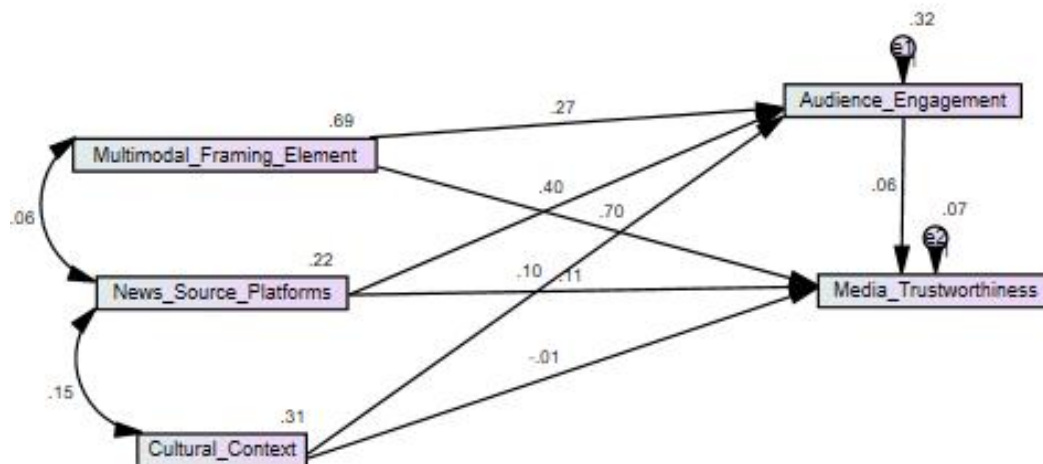 .32
e1
Audience_Engagement
.69
.27
Multimodal_Framing_Element
.40
.06
.70
.07
e2
.06
.22
.10
.11
News_Source_Platforms
Media_Trustworthiness
-.01
.15
.31
Cultural_Context